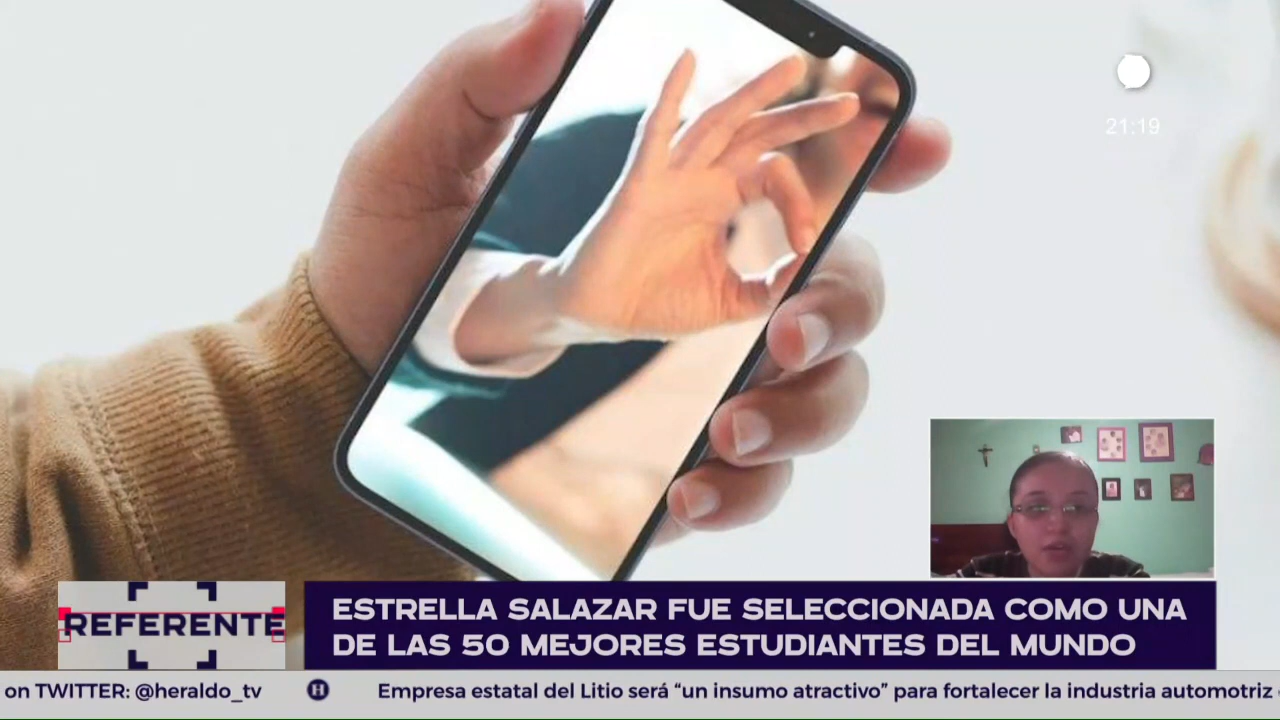 21:19
REFERENTE
ESTRELLA SALAZAR FUE SELECCIONADA COMO UNA
DE LAS 50 MEJORES ESTUDIANTES DEL MUNDO
on TWITTER: @heraldo_tv H Empresa estatal del Litio será “un insumo atractivo” para fortalecer la industria automotriz